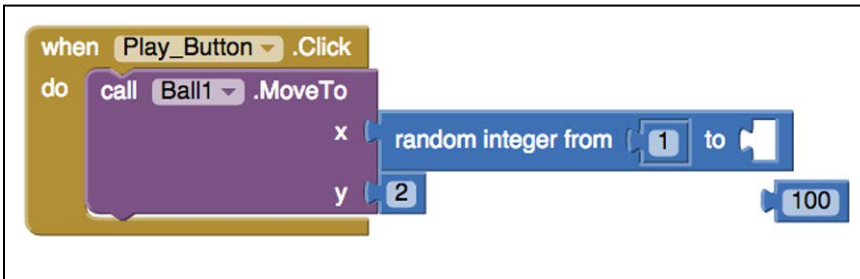 when Play_Button .Click
do call Ball1 .MoveTo
x random integer from 1 to
y 2
100